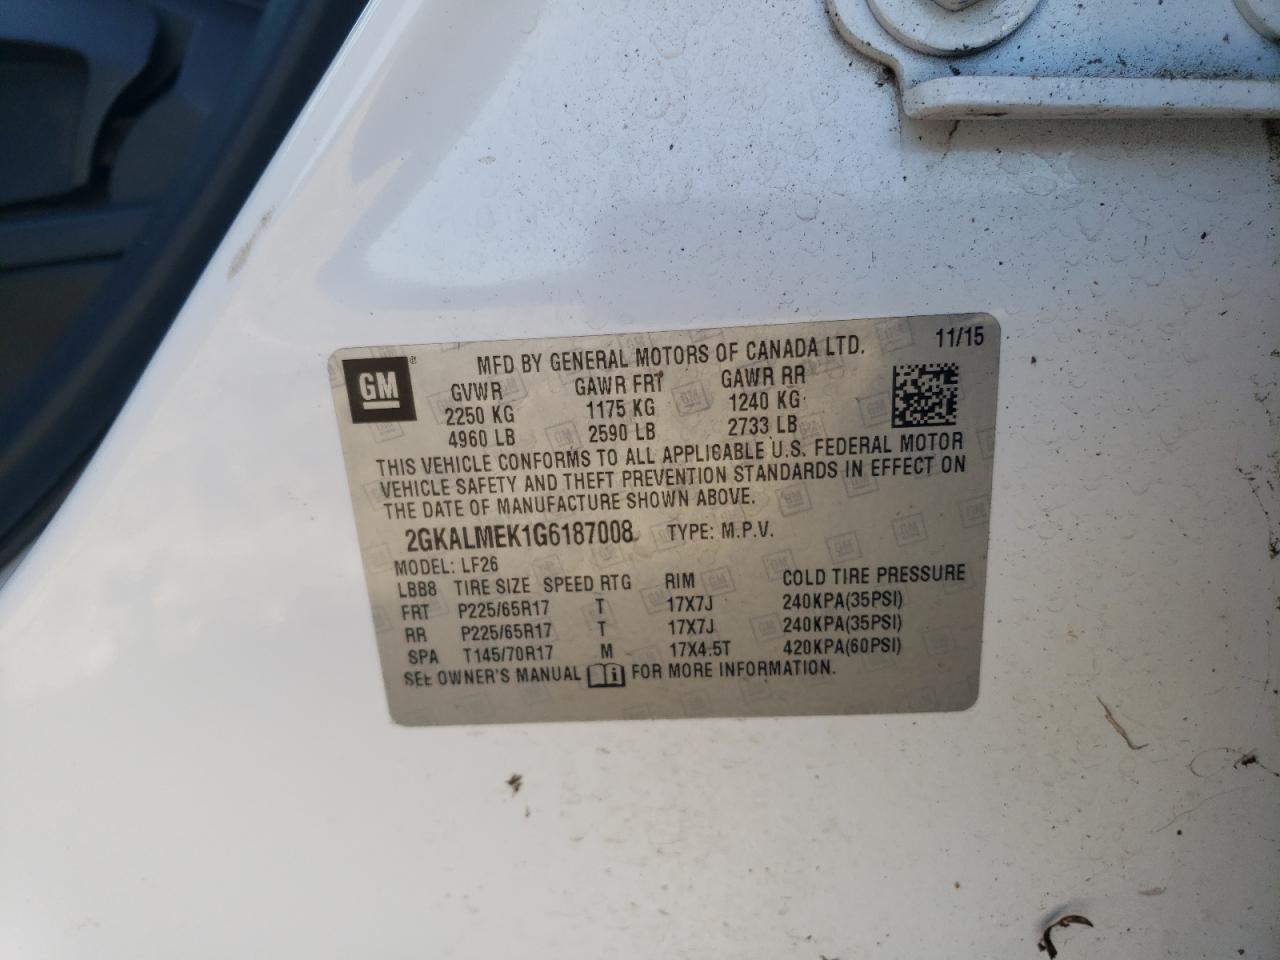 GM ® MFD BY GENERAL MOTORS OF CANADA LTD. 11/15
GVWR GAWR FRT GAWR RR
2250 KG 1175 KG 1240 KG
4960 LB 2590 LB 2733 LB
THIS VEHICLE CONFORMS TO ALL APPLICABLE U.S. FEDERAL MOTOR
VEHICLE SAFETY AND THEFT PREVENTION STANDARDS IN EFFECT ON
THE DATE OF MANUFACTURE SHOWN ABOVE.
2GKALMEK1G6187008 TYPE: M.P.V.
MODEL: LF26
LBB8 TIRE SIZE SPEED RTG RIM COLD TIRE PRESSURE
FRT P225/65R17 T 17X7J 240KPA(35PSI)
RR P225/65R17 T 17X7J 240KPA(35PSI)
SPA T145/70R17 M 17X4.5T 420KPA(60PSI)
SEE OWNER'S MANUAL FOR MORE INFORMATION.